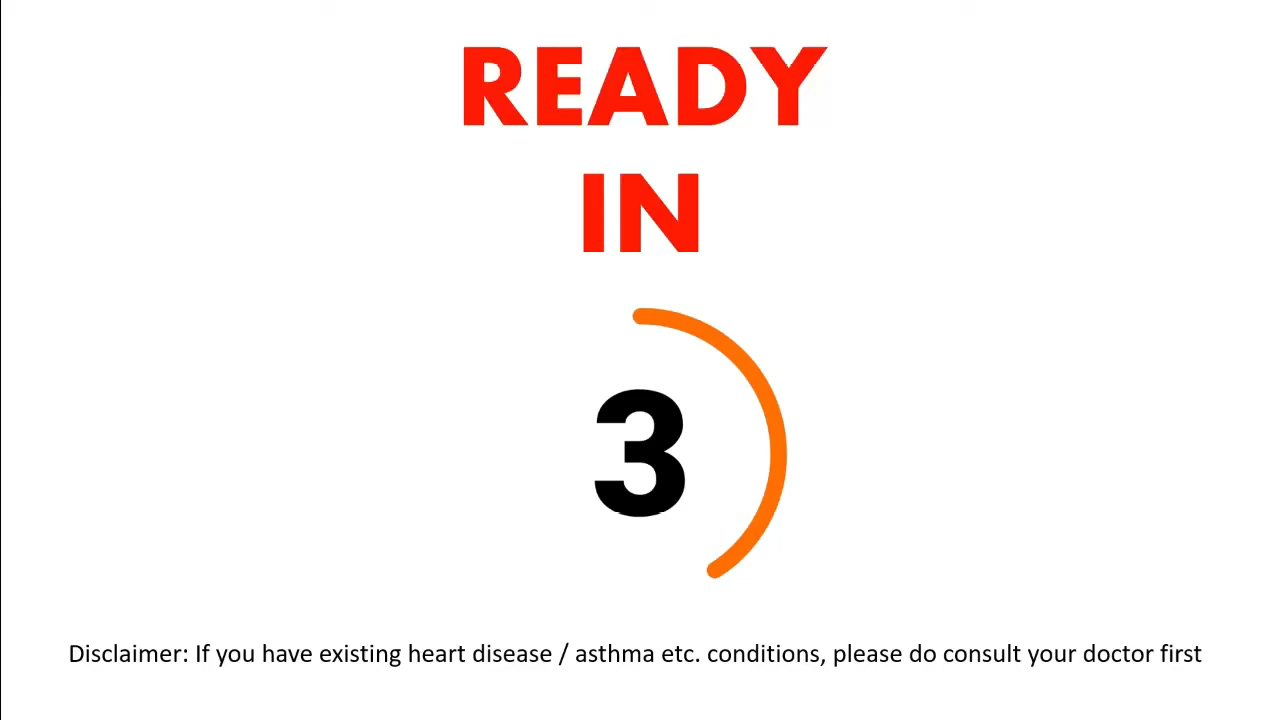 READY
IN
3
Disclaimer: If you have existing heart disease / asthma etc. conditions, please do consult your doctor first